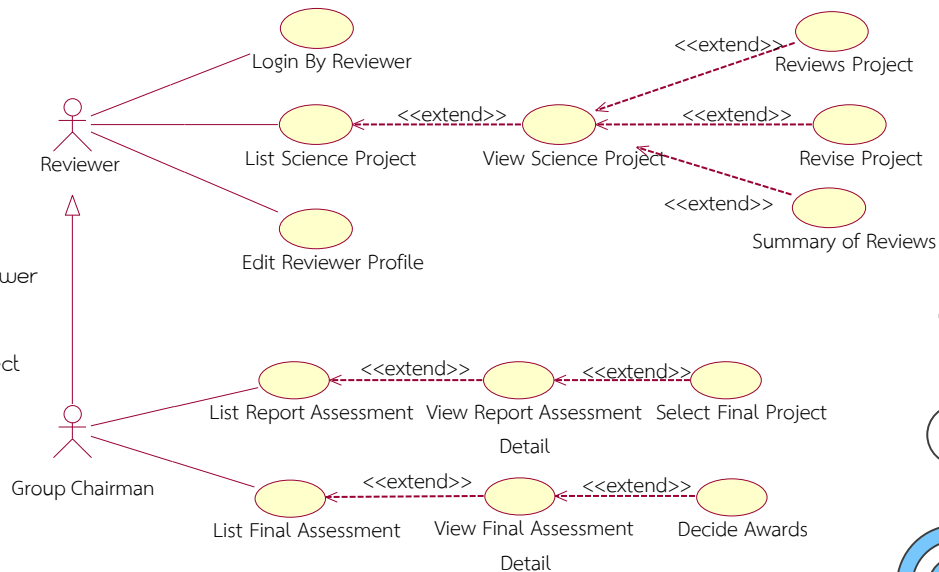 <<extend>>
Login By Reviewer
Reviews Project
<<extend>>
<<extend>>
Reviewer
List Science Project
View Science Project
Revise Project
<<extend>>
Summary of Reviews
Edit Reviewer Profile
<<extend>>
<<extend>>
List Report Assessment
View Report Assessment
Detail
Select Final Project
Group Chairman
<<extend>>
<<extend>>
List Final Assessment
View Final Assessment
Detail
Decide Awards